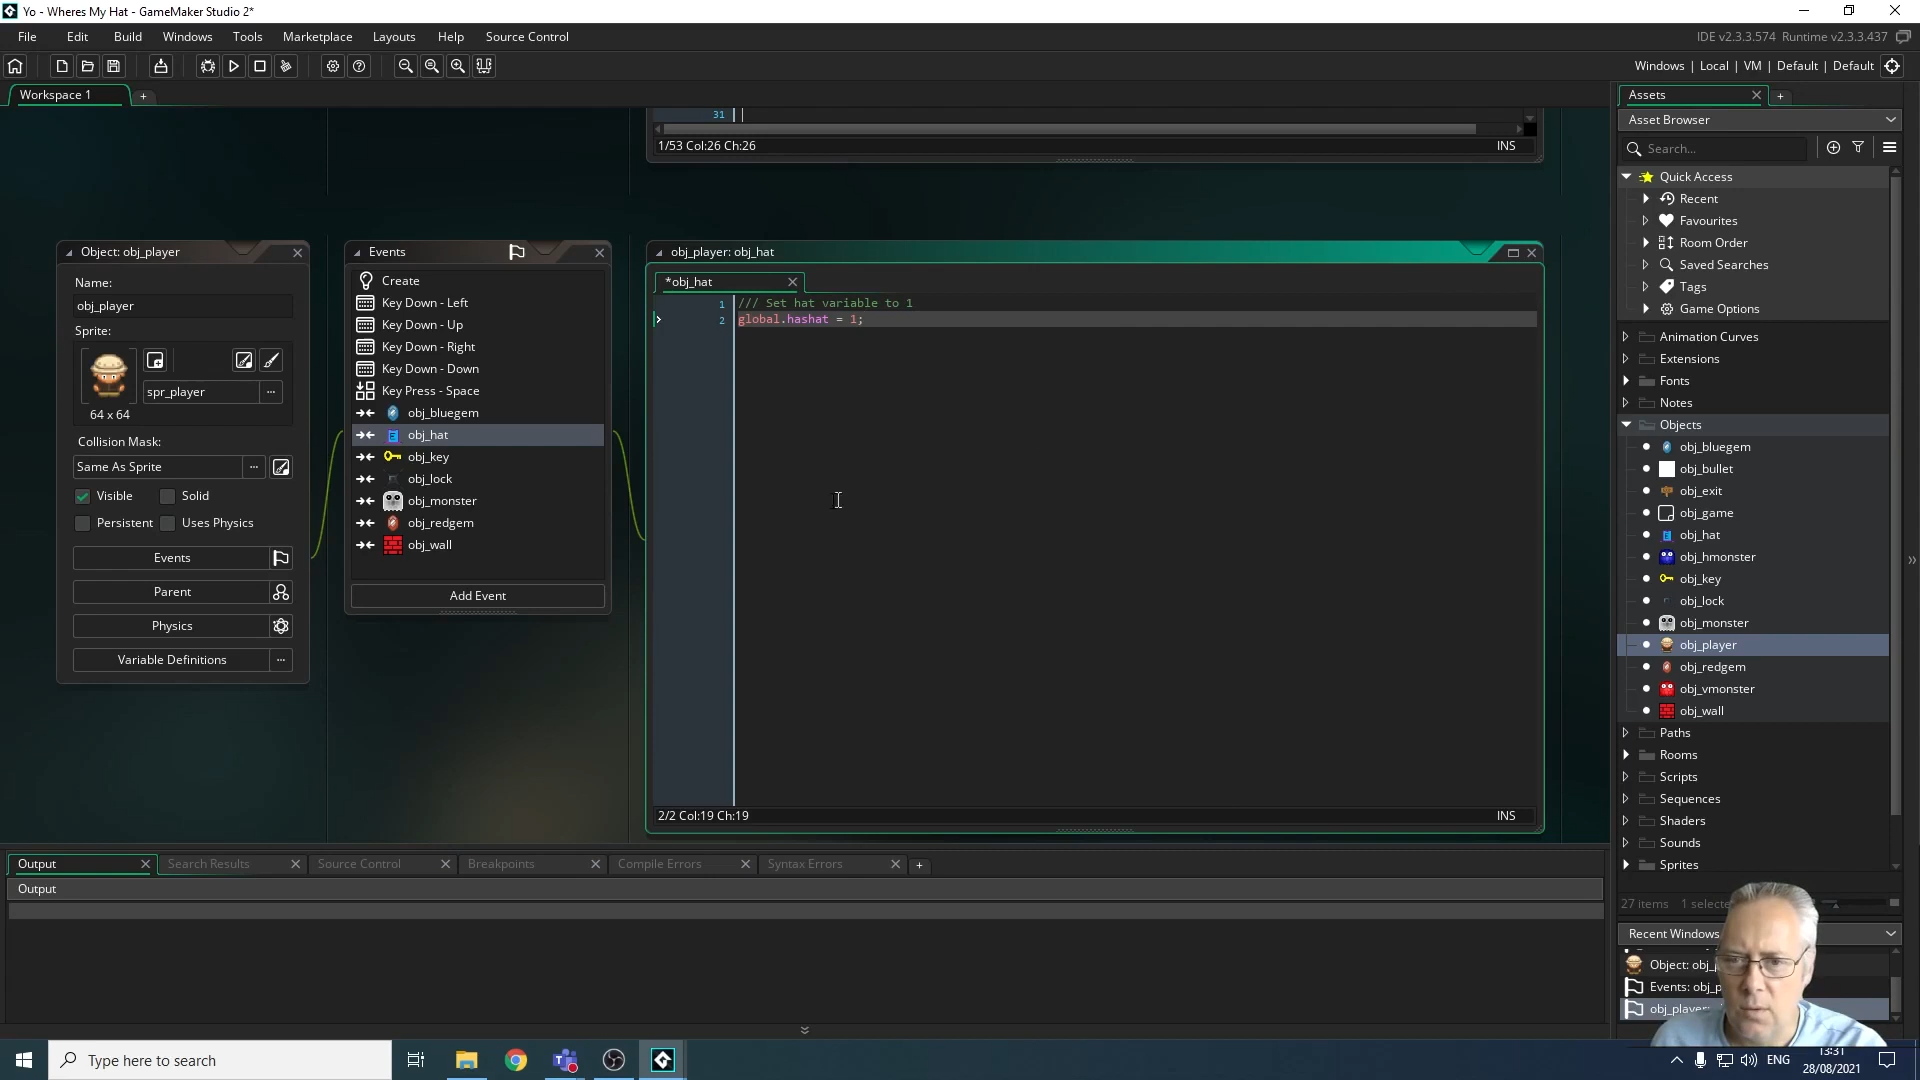 Yo - Wheres My Hat - GameMaker Studio 2*
File Edit Build Windows Tools Marketplace Layouts Help Source Control
IDE v2.3.3.574 Runtime v2.3.3.437
Windows | Local | VM | Default | Default
Workspace 1
31
1/53 Col:26 Ch:26
INS
Object: obj_player
Name:
obj_player
Sprite:
spr_player
64 x 64
Collision Mask:
Same As Sprite
Visible
Solid
Persistent
Uses Physics
Events
Parent
Physics
Variable Definitions
Events
Create
Key Down - Left
Key Down - Up
Key Down - Right
Key Down - Down
Key Press - Space
obj_bluegem
obj_hat
obj_key
obj_lock
obj_monster
obj_redgem
obj_wall
Add Event
obj_player: obj_hat
*obj_hat
1 /// Set hat variable to 1
2 global.hashat = 1;
2/2 Col:19 Ch:19
INS
Output
Search Results
Source Control
Breakpoints
Compile Errors
Syntax Errors
Output
Assets
Asset Browser
Search...
Quick Access
Recent
Favourites
Room Order
Saved Searches
Tags
Game Options
Animation Curves
Extensions
Fonts
Notes
Objects
obj_bluegem
obj_bullet
obj_exit
obj_game
obj_hat
obj_hmonster
obj_key
obj_lock
obj_monster
obj_player
obj_redgem
obj_vmonster
obj_wall
Paths
Rooms
Scripts
Sequences
Shaders
Sounds
Sprites
27 items
Recent Windows
Type here to search
ENG
13:31
28/08/2021